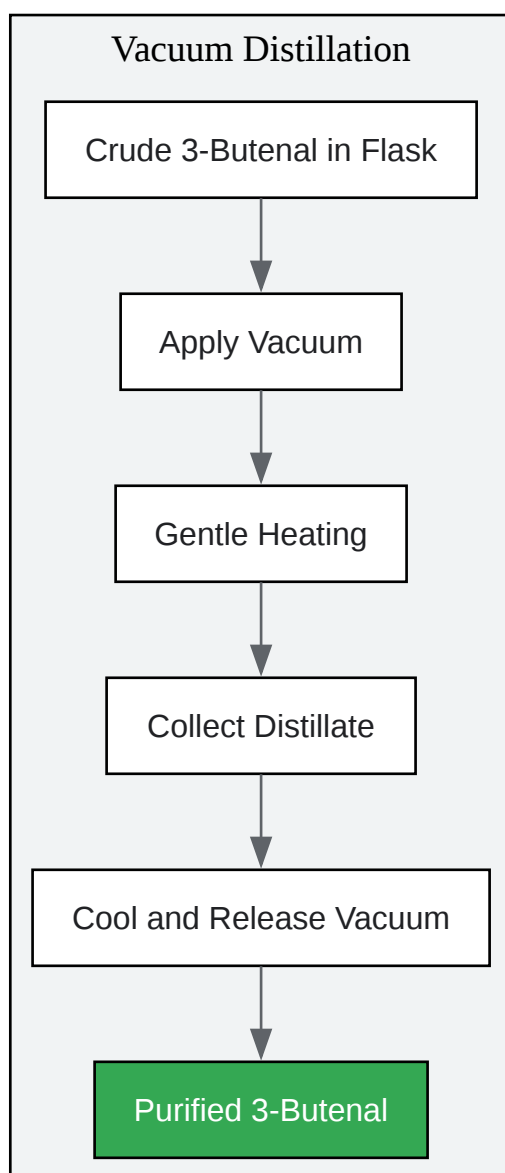 Vacuum Distillation
Crude 3-Butenal in Flask
Apply Vacuum
Gentle Heating
Collect Distillate
Cool and Release Vacuum
Purified 3-Butenal